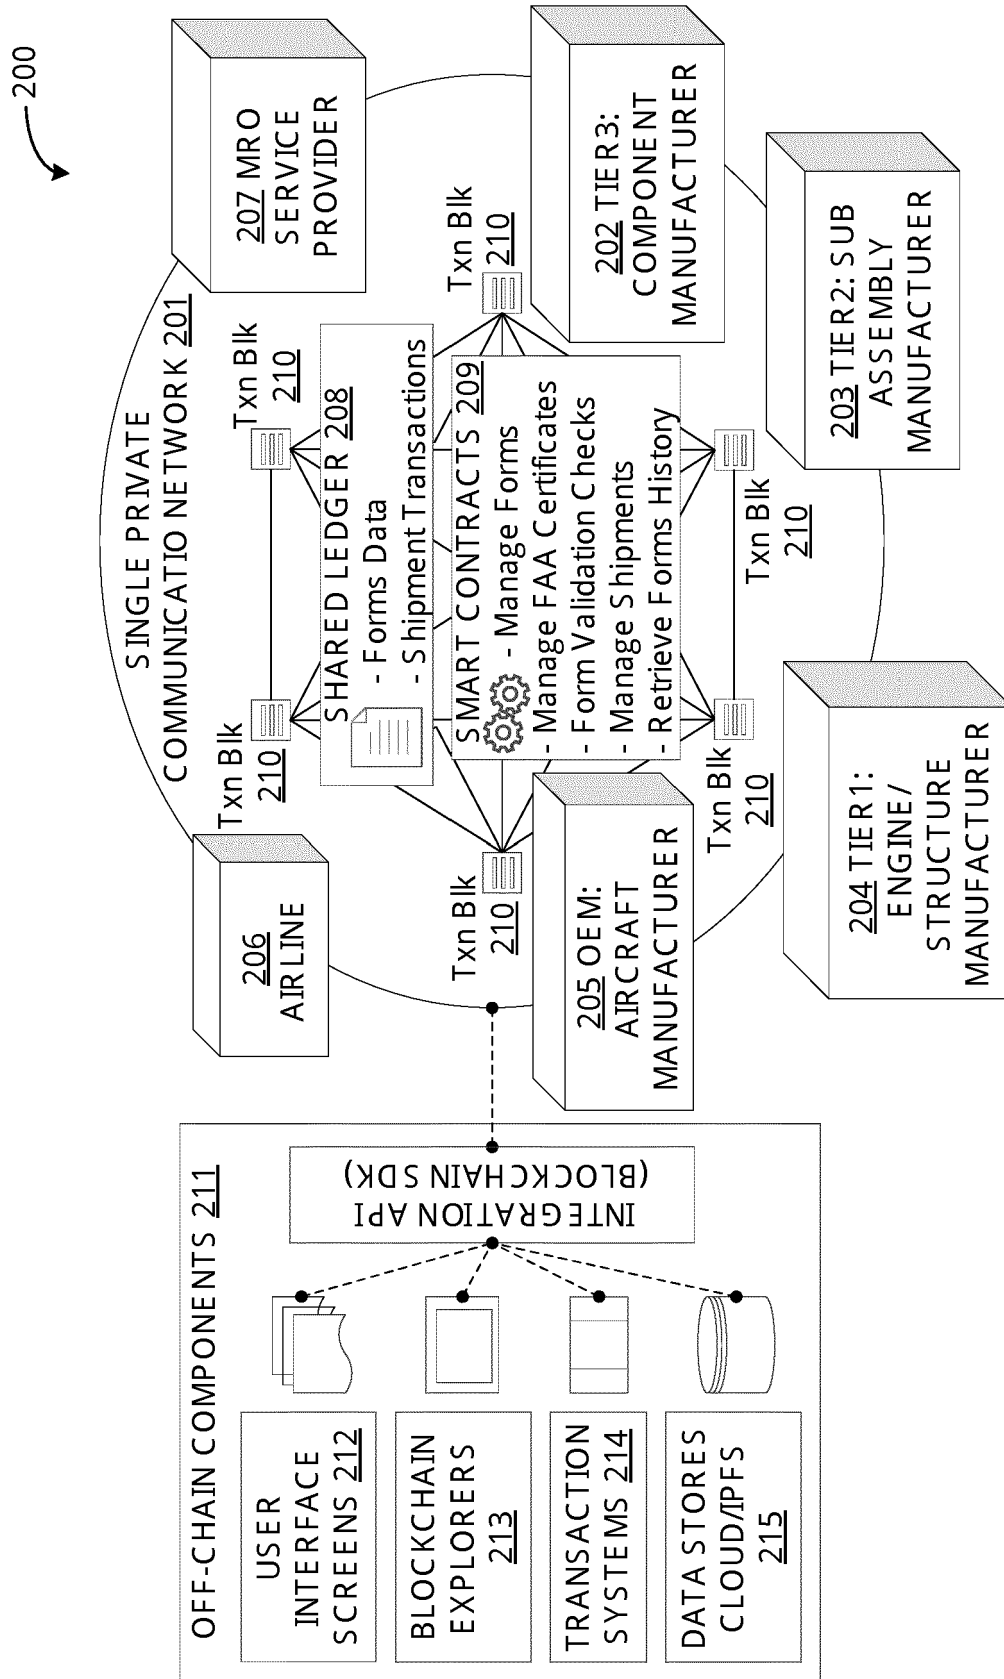 200
OFF-CHAIN COMPONENTS 211
USER
INTERFACE
SCREENS 212
BLOCKCHAIN
EXPLORERS
213
TRANSACTION
SYSTEMS 214
DATA STORES
CLOUD/IPFS
215
INTEGRATION API
(BLOCKCHAIN SDK)
SINGLE PRIVATE
COMMUNICATIO NETWORK 201
206
AIRLINE
207 MRO
SERVICE
PROVIDER
Txn Blk
210
Txn Blk
210
SHARED LEDGER 208
- Forms Data
- Shipment Transactions
Txn Blk
210
Txn Blk
210
SMART CONTRACTS 209
- Manage Forms
- Manage FAA Certificates
- Form Validation Checks
- Manage Shipments
- Retrieve Forms History
Txn Blk
210
Txn Blk
210
205 OEM:
AIRCRAFT
MANUFACTURER
202 TIER3:
COMPONENT
MANUFACTURER
204 TIER1:
ENGINE/
STRUCTURE
MANUFACTURER
203 TIER2: SUB
ASSEMBLY
MANUFACTURER